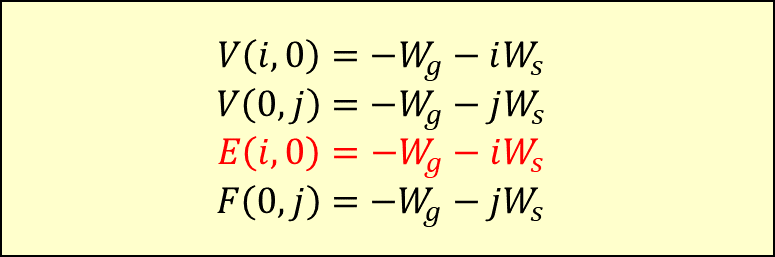 V(i, 0) = −W_g − iW_s
V(0, j) = −W_g − jW_s
E(i, 0) = −W_g − iW_s
F(0, j) = −W_g − jW_s